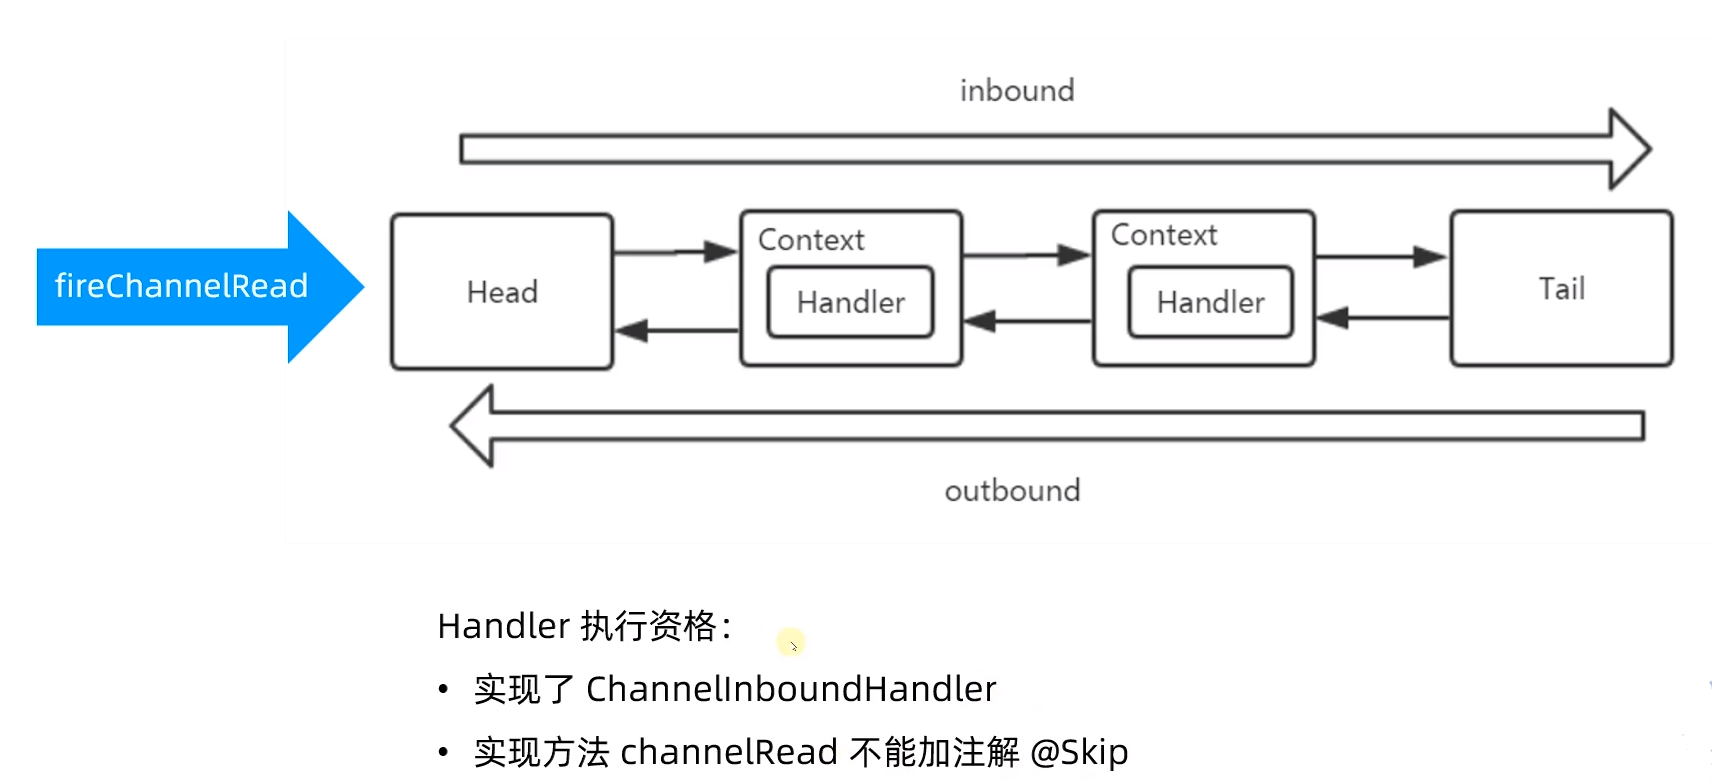 inbound
fireChannelRead
Head
Context
Handler
Context
Handler
Tail
outbound
Handler 执行资格：
• 实现了 ChannelInboundHandler
• 实现方法 channelRead 不能加注解 @Skip